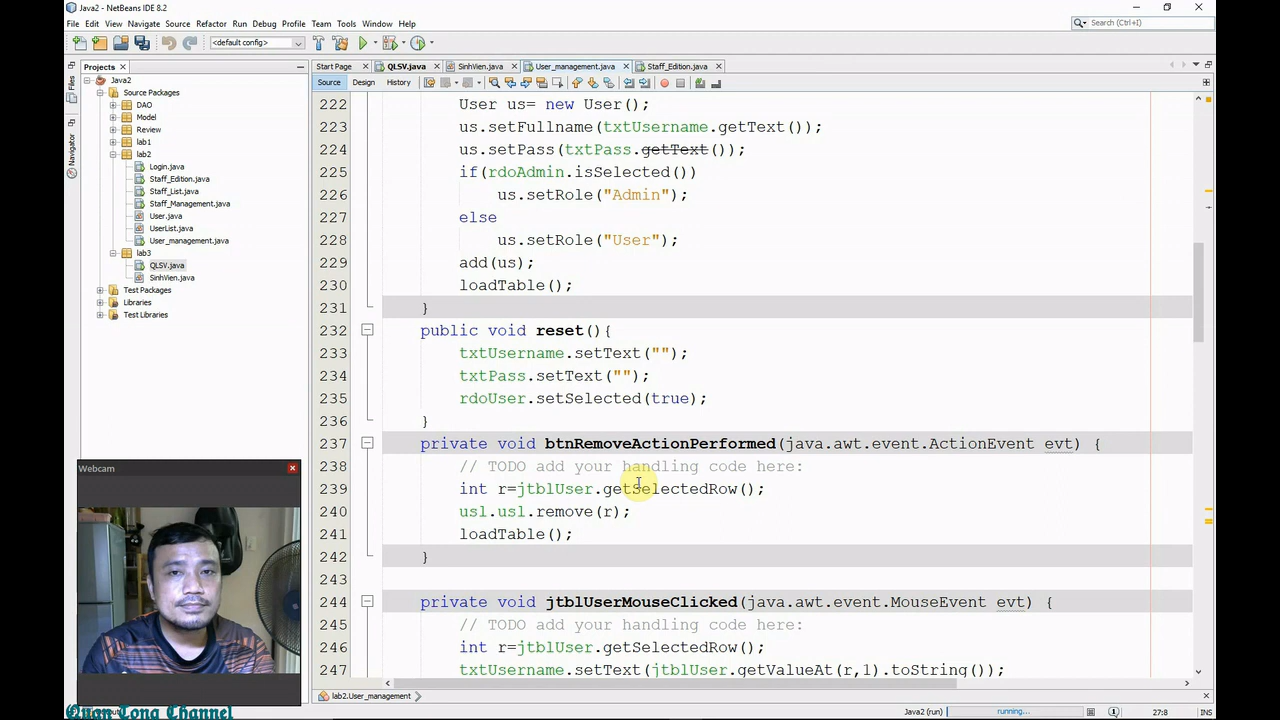 Java2 - NetBeans IDE 8.2
File Edit View Navigate Source Refactor Run Debug Profile Team Tools Window Help
Search (Ctrl+I)
<default config>
Projects
Start Page QLSV.java SinhVien.java User_management.java Staff_Edition.java
Source Design History
Files
Navigator
Java2
Source Packages
DAO
Model
Review
lab1
lab2
Login.java
Staff_Edition.java
Staff_List.java
Staff_Management.java
User.java
UserList.java
User_management.java
lab3
QLSV.java
SinhVien.java
Test Packages
Libraries
Test Libraries
222 User us= new User();
223 us.setFullname(txtUsername.getText());
224 us.setPass(txtPass.getText());
225 if(rdoAdmin.isSelected())
226 us.setRole("Admin");
227 else
228 us.setRole("User");
229 add(us);
230 loadTable();
231 }
232 public void reset(){
233 txtUsername.setText("");
234 txtPass.setText("");
235 rdoUser.setSelected(true);
236 }
237 private void btnRemoveActionPerformed(java.awt.event.ActionEvent evt) {
238 // TODO add your handling code here:
239 int r=jtblUser.getSelectedRow();
240 usl.usl.remove(r);
241 loadTable();
242 }
243
244 private void jtblUserMouseClicked(java.awt.event.MouseEvent evt) {
245 // TODO add your handling code here:
246 int r=jtblUser.getSelectedRow();
247 txtUsername.setText(jtblUser.getValueAt(r,1).toString());
Webcam
lab2.User_management
Quan Tong Channel
Java2 (run) running... 27:8 INS